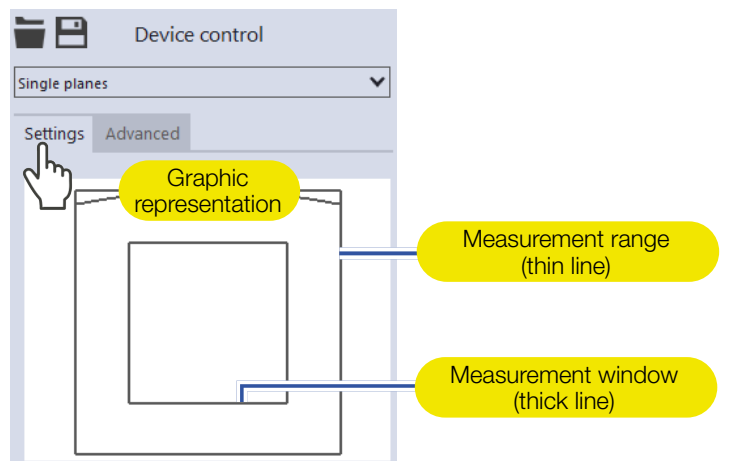 Device control
Single planes
Settings Advanced
Graphic
representation
Measurement range
(thin line)
Measurement window
(thick line)